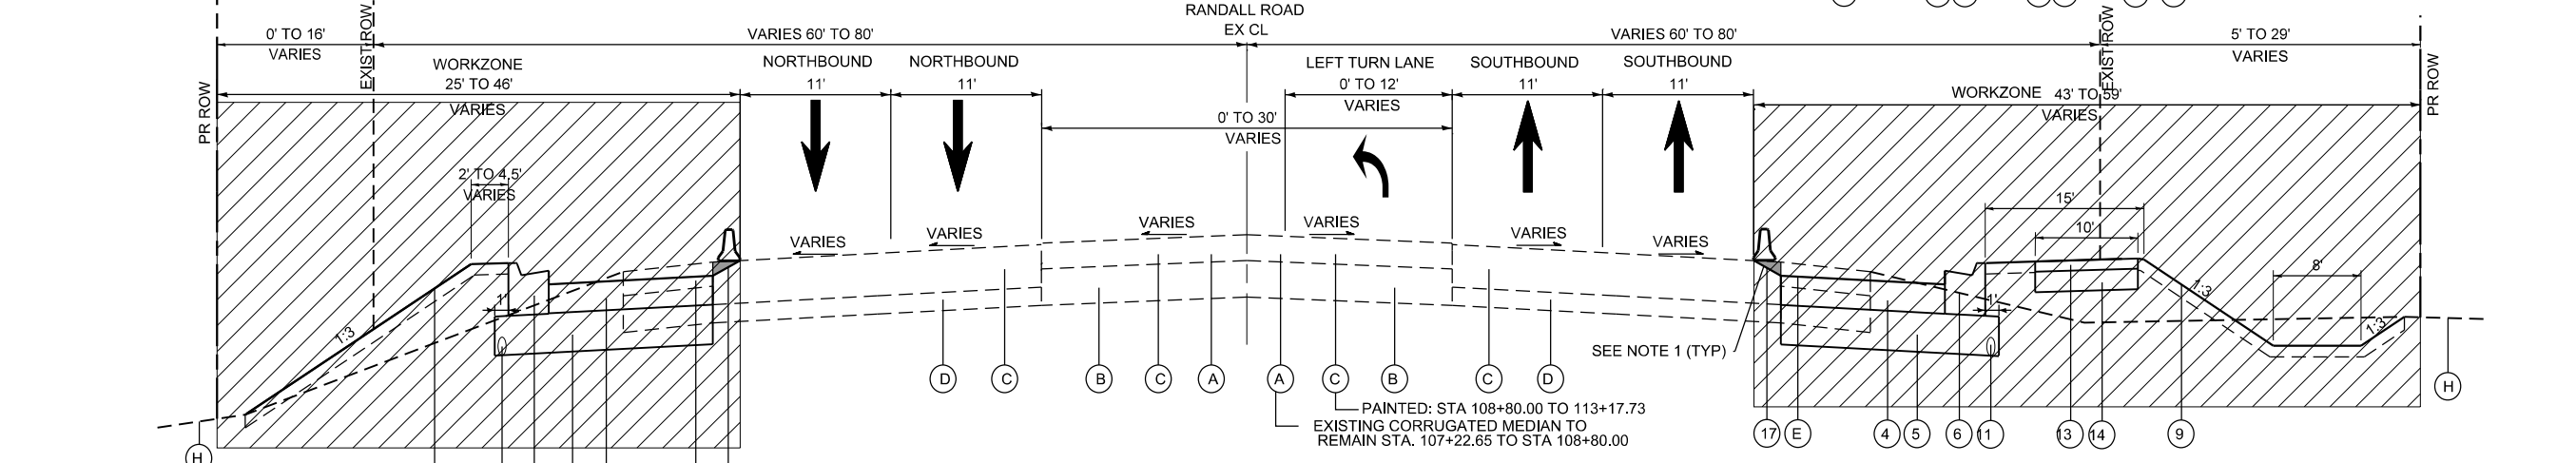 RANDALL ROAD
EX CL
0' TO 16'
VARIES
EXIST ROW
VARIES 60' TO 80'
VARIES 60' TO 80'
EXIST ROW
5' TO 29'
VARIES
PR ROW
WORKZONE
25' TO 46'
VARIES
NORTHBOUND
11'
NORTHBOUND
11'
LEFT TURN LANE
0' TO 12'
VARIES
SOUTHBOUND
11'
SOUTHBOUND
11'
WORKZONE 43' TO 59'
VARIES
PR ROW
0' TO 30'
VARIES
2' TO 4.5'
VARIES
15'
10'
8'
VARIES
VARIES
VARIES
VARIES
VARIES
VARIES
1:3
1'
1'
1:3
1:3
SEE NOTE 1 (TYP)
D C B C A A C B C D
H
PAINTED: STA 108+80.00 TO 113+17.73
EXISTING CORRUGATED MEDIAN TO
REMAIN STA. 107+22.65 TO STA 108+80.00
17 E 4 5 6 11 13 14 9
H